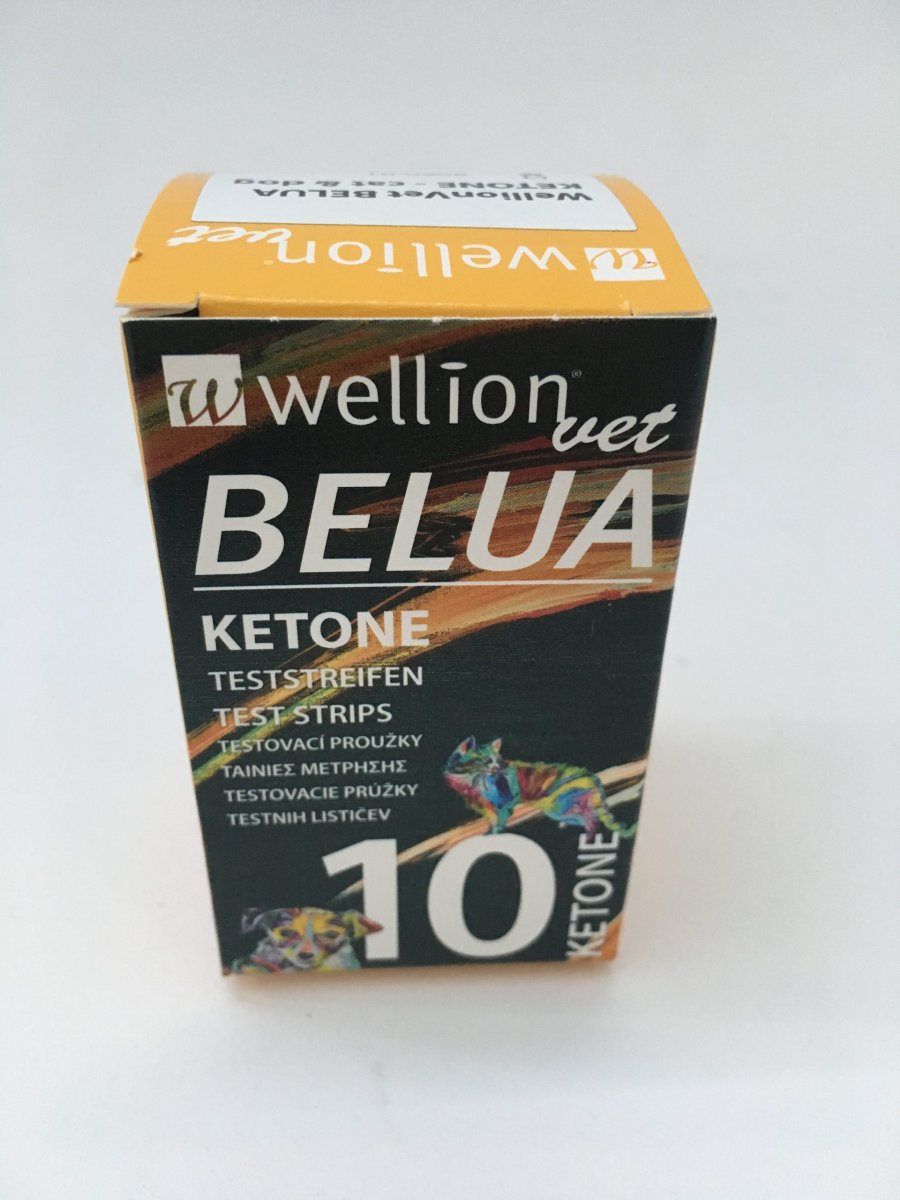 WellionVet BELUA
KETONE - cat & dog
W wellion® vet
W wellion® vet
BELUA
KETONE
TESTSTREIFEN
TEST STRIPS
TESTOVACÍ PROUŽKY
ΤΑΙΝΙΕΣ ΜΕΤΡΗΣΗΣ
TESTOVACIE PRÚŽKY
TESTNIH LISTIČEV
10
KETONE